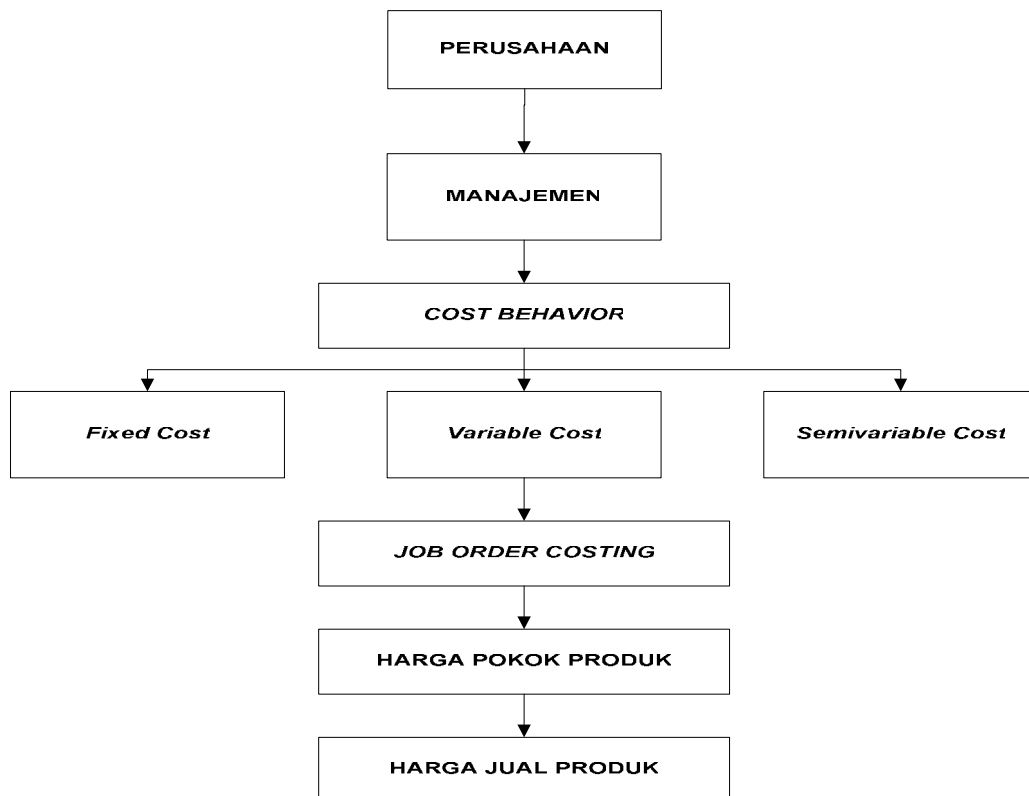 PERUSAHAAN
MANAJEMEN
COST BEHAVIOR
Fixed Cost
Variable Cost
Semivariable Cost
JOB ORDER COSTING
HARGA POKOK PRODUK
HARGA JUAL PRODUK